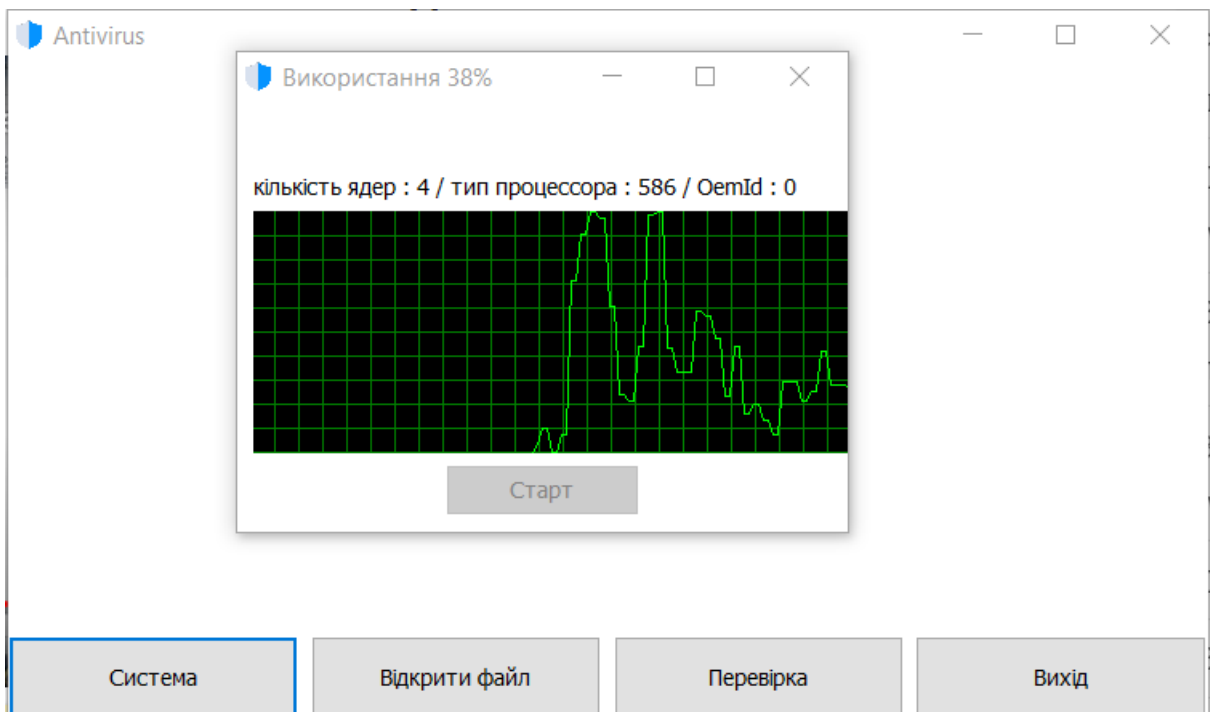 Antivirus
Використання 38%
кількість ядер : 4 / тип процессора : 586 / OemId : 0
Старт
Система
Відкрити файл
Перевірка
Вихід